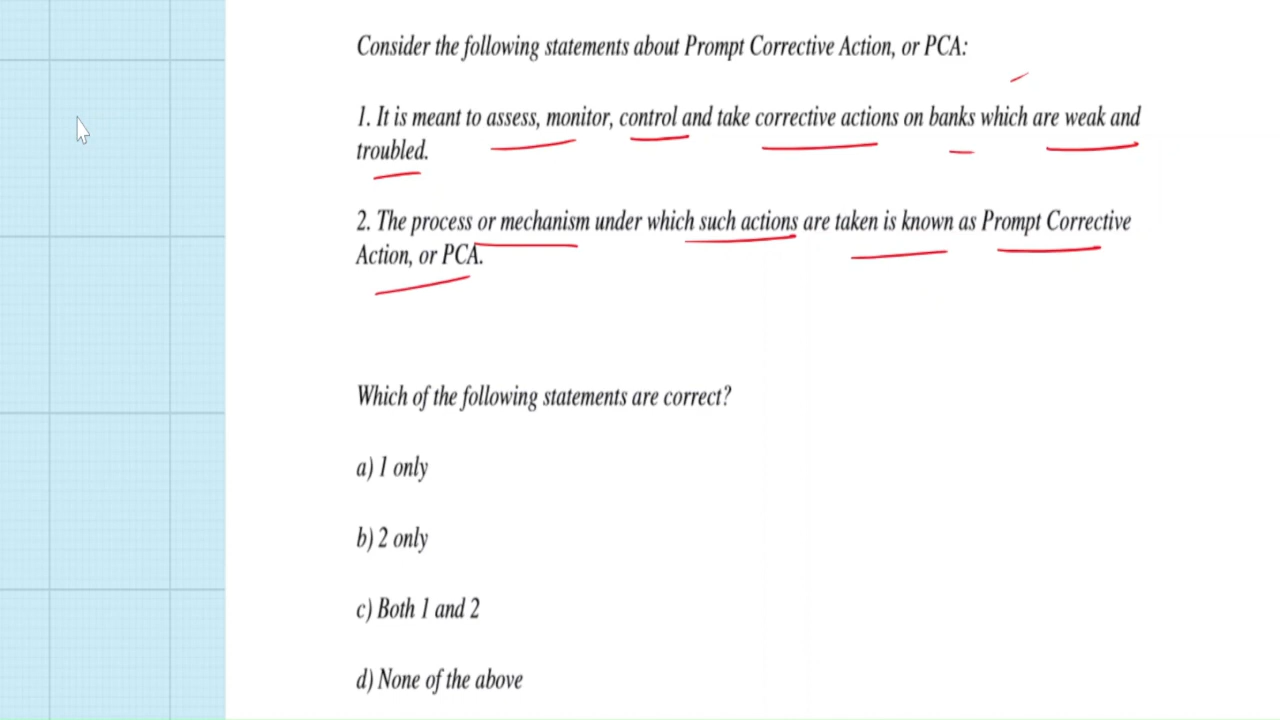 Consider the following statements about Prompt Corrective Action, or PCA:
1. It is meant to assess, monitor, control and take corrective actions on banks which are weak and
troubled.
2. The process or mechanism under which such actions are taken is known as Prompt Corrective
Action, or PCA.
Which of the following statements are correct?
a) 1 only
b) 2 only
c) Both 1 and 2
d) None of the above